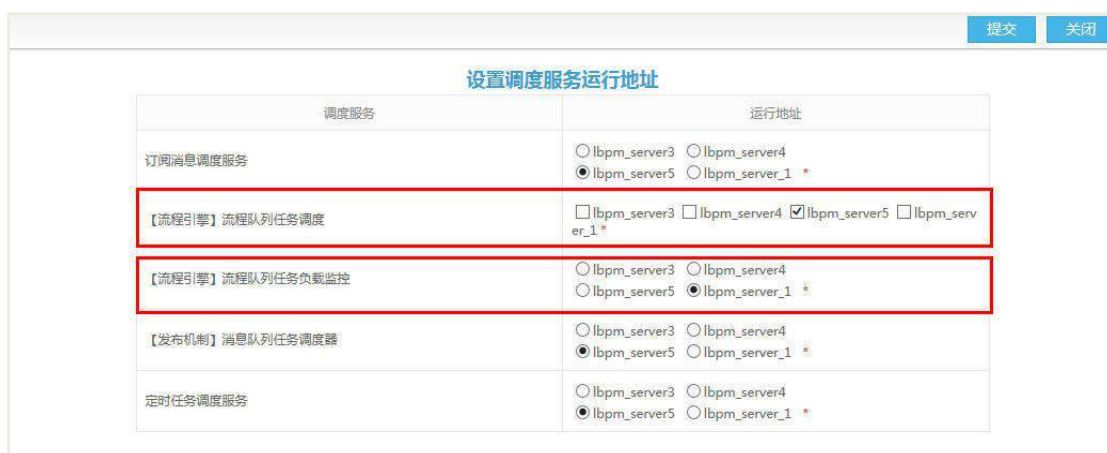 提交 关闭
设置调度服务运行地址
调度服务 运行地址
订阅消息调度服务
lbpm_server3 lbpm_server4
lbpm_server5 lbpm_server_1 *
【流程引擎】流程队列任务调度
lbpm_server3 lbpm_server4 lbpm_server5 lbpm_serv
er_1 *
【流程引擎】流程队列任务负载监控
lbpm_server3 lbpm_server4
lbpm_server5 lbpm_server_1 *
【发布机制】消息队列任务调度器
lbpm_server3 lbpm_server4
lbpm_server5 lbpm_server_1 *
定时任务调度服务
lbpm_server3 lbpm_server4
lbpm_server5 lbpm_server_1 *